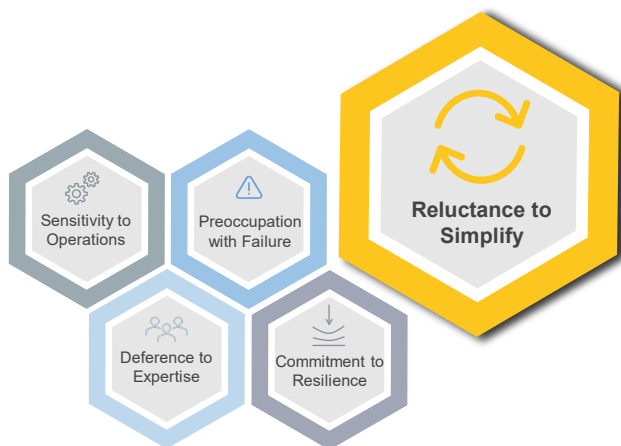 Sensitivity to
Operations
Preoccupation
with Failure
Reluctance to
Simplify
Deference to
Expertise
Commitment to
Resilience